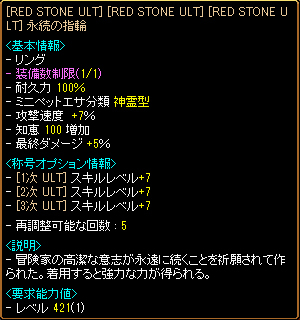 [RED STONE ULT] [RED STONE ULT] [RED STONE U
LT] 永続の指輪
<基本情報>
- リング
- 装備数制限(1/1)
- 耐久力 100%
- ミニペットエサ分類 神霊型
- 攻撃速度 +7%
- 知恵 100 増加
- 最終ダメージ +5%
<称号オプション情報>
- [1次 ULT] スキルレベル+7
- [2次 ULT] スキルレベル+7
- [3次 ULT] スキルレベル+7
- 再調整可能な回数 : 5
<説明>
- 冒険家の高潔な意志が永遠に続くことを祈願されて作
られた。着用すると強力な力が得られる。
<要求能力値>
- レベル 421(1)